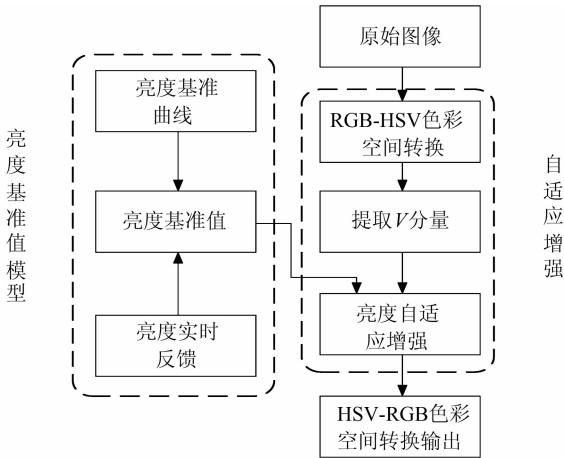 原始图像
亮度基准
曲线
RGB-HSV色彩
空间转换
亮度基准值模型
亮度基准值
提取V分量
自适应增强
亮度实时
反馈
亮度自适
应增强
HSV-RGB色彩
空间转换输出